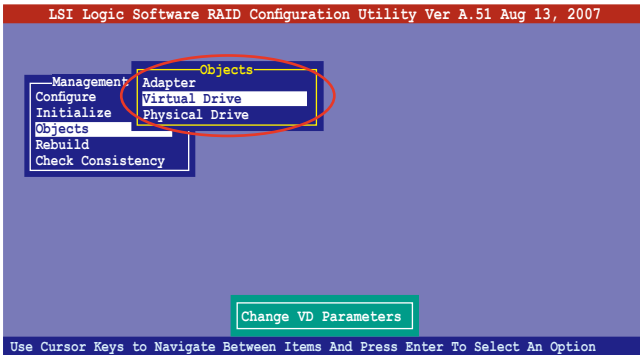 LSI Logic Software RAID Configuration Utility Ver A.51 Aug 13, 2007
Management
Configure
Initialize
Objects
Rebuild
Check Consistency
Objects
Adapter
Virtual Drive
Physical Drive
Change VD Parameters
Use Cursor Keys to Navigate Between Items And Press Enter To Select An Option